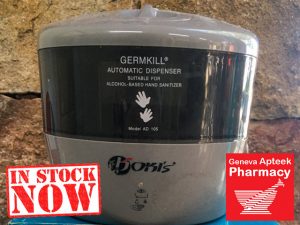 GERMKILL®
AUTOMATIC DISPENSER
SUITABLE FOR
ALCOHOL-BASED HAND SANITIZER
Model AD 105
IN STOCK
NOW
Geneva Apteek
Pharmacy